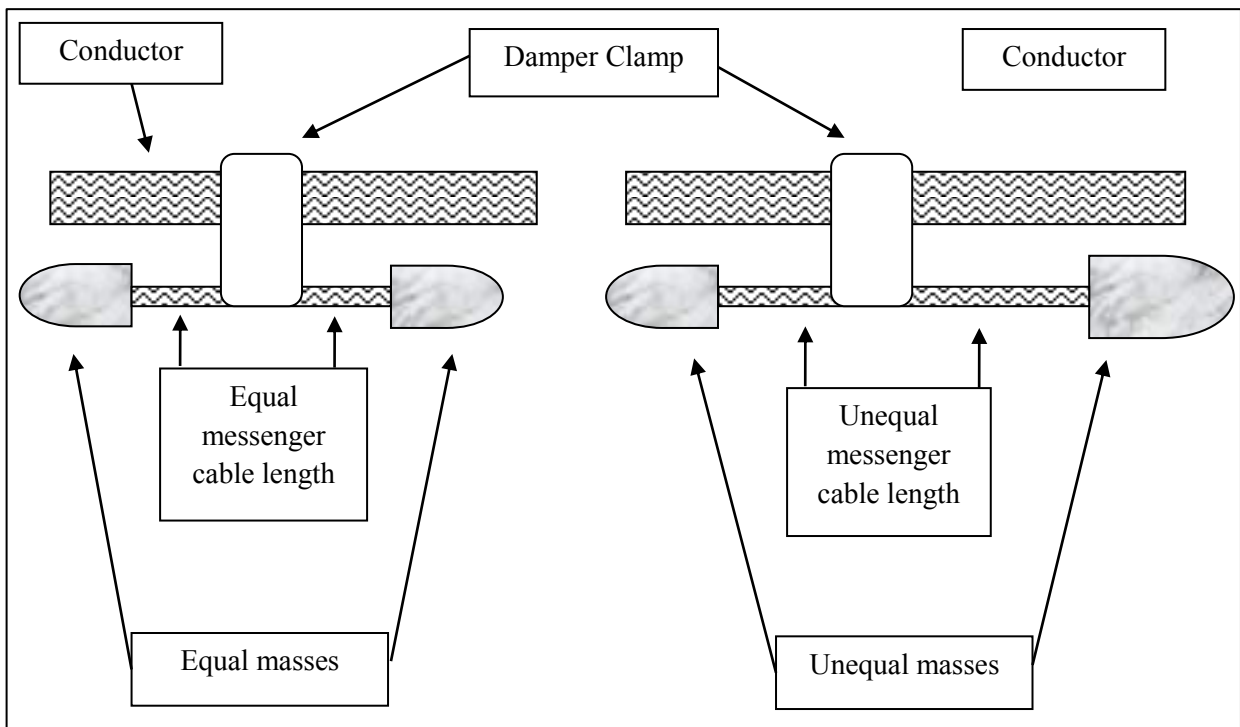 Conductor
Damper Clamp
Conductor
Equal
messenger
cable length
Unequal
messenger
cable length
Equal masses
Unequal masses